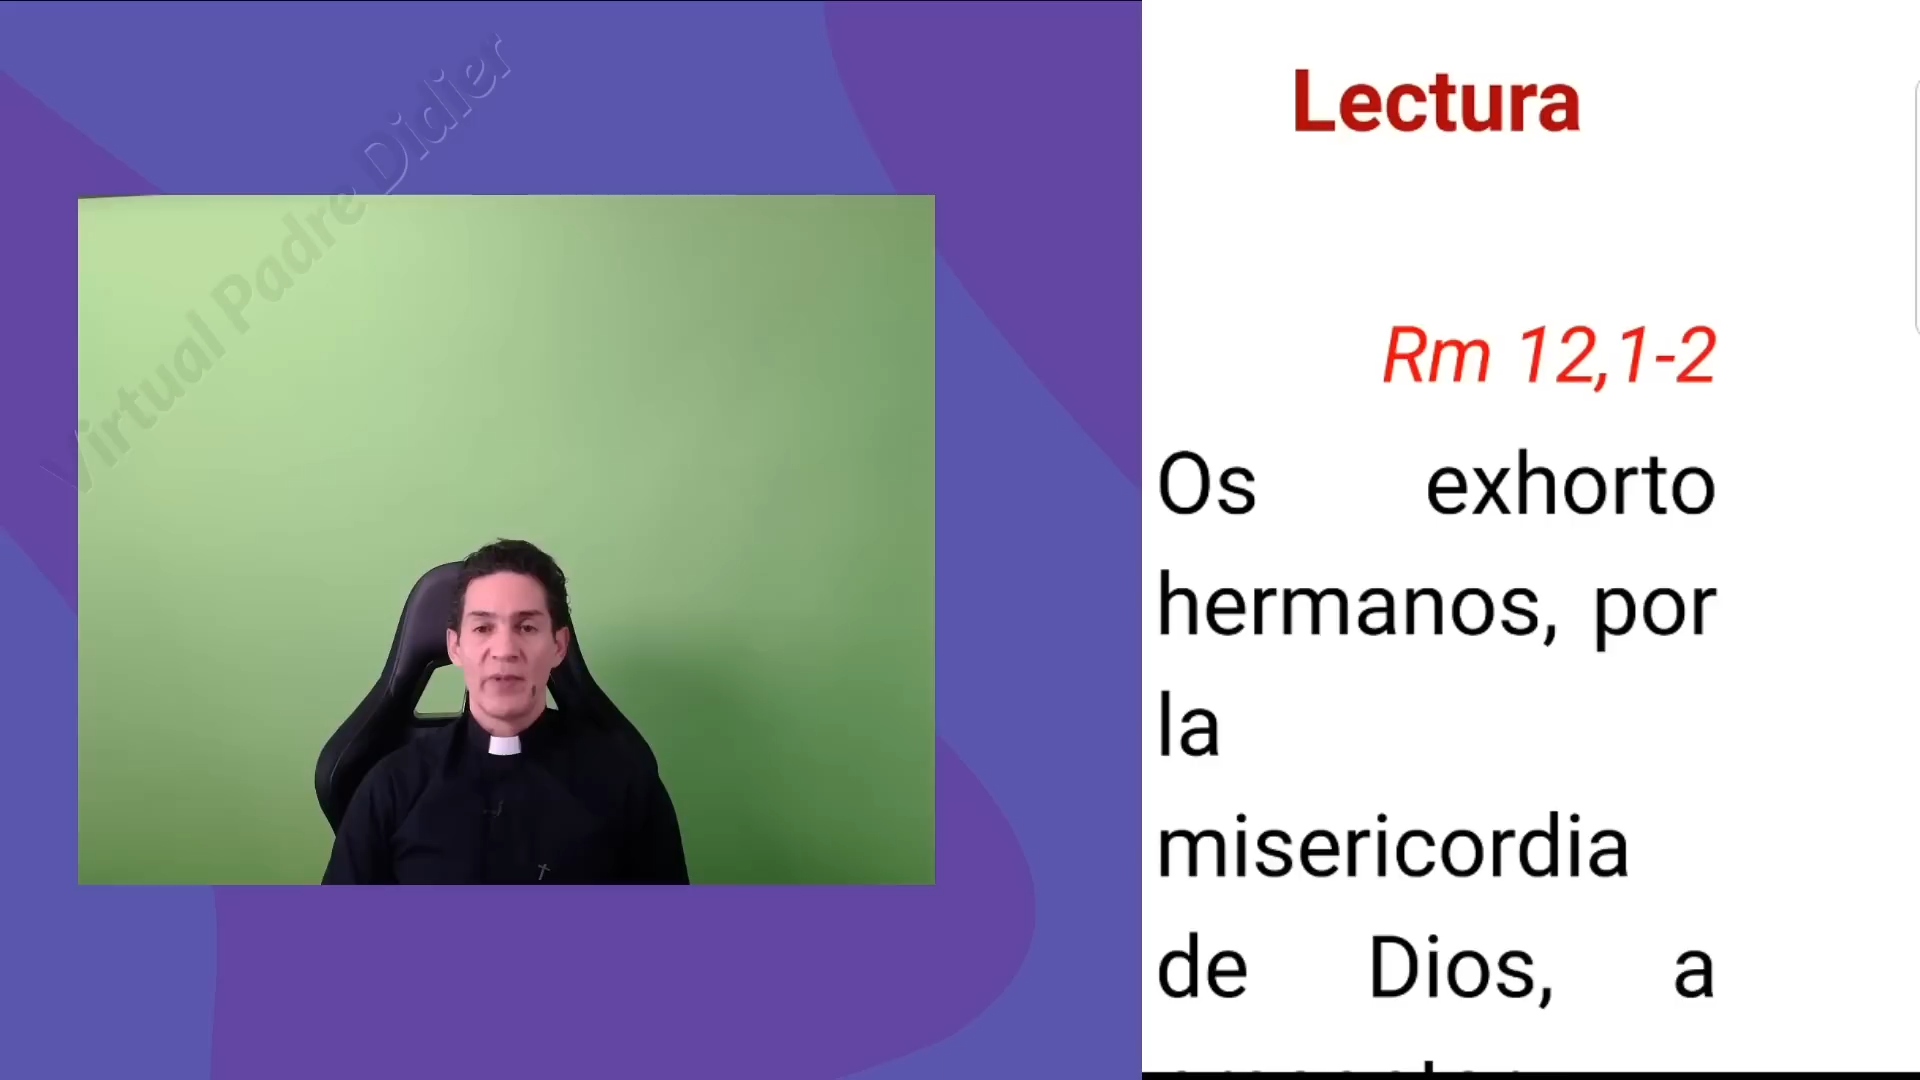 Virtual Padre Didier
Lectura
Rm 12,1-2
Os exhorto
hermanos, por
la
misericordia
de Dios, a